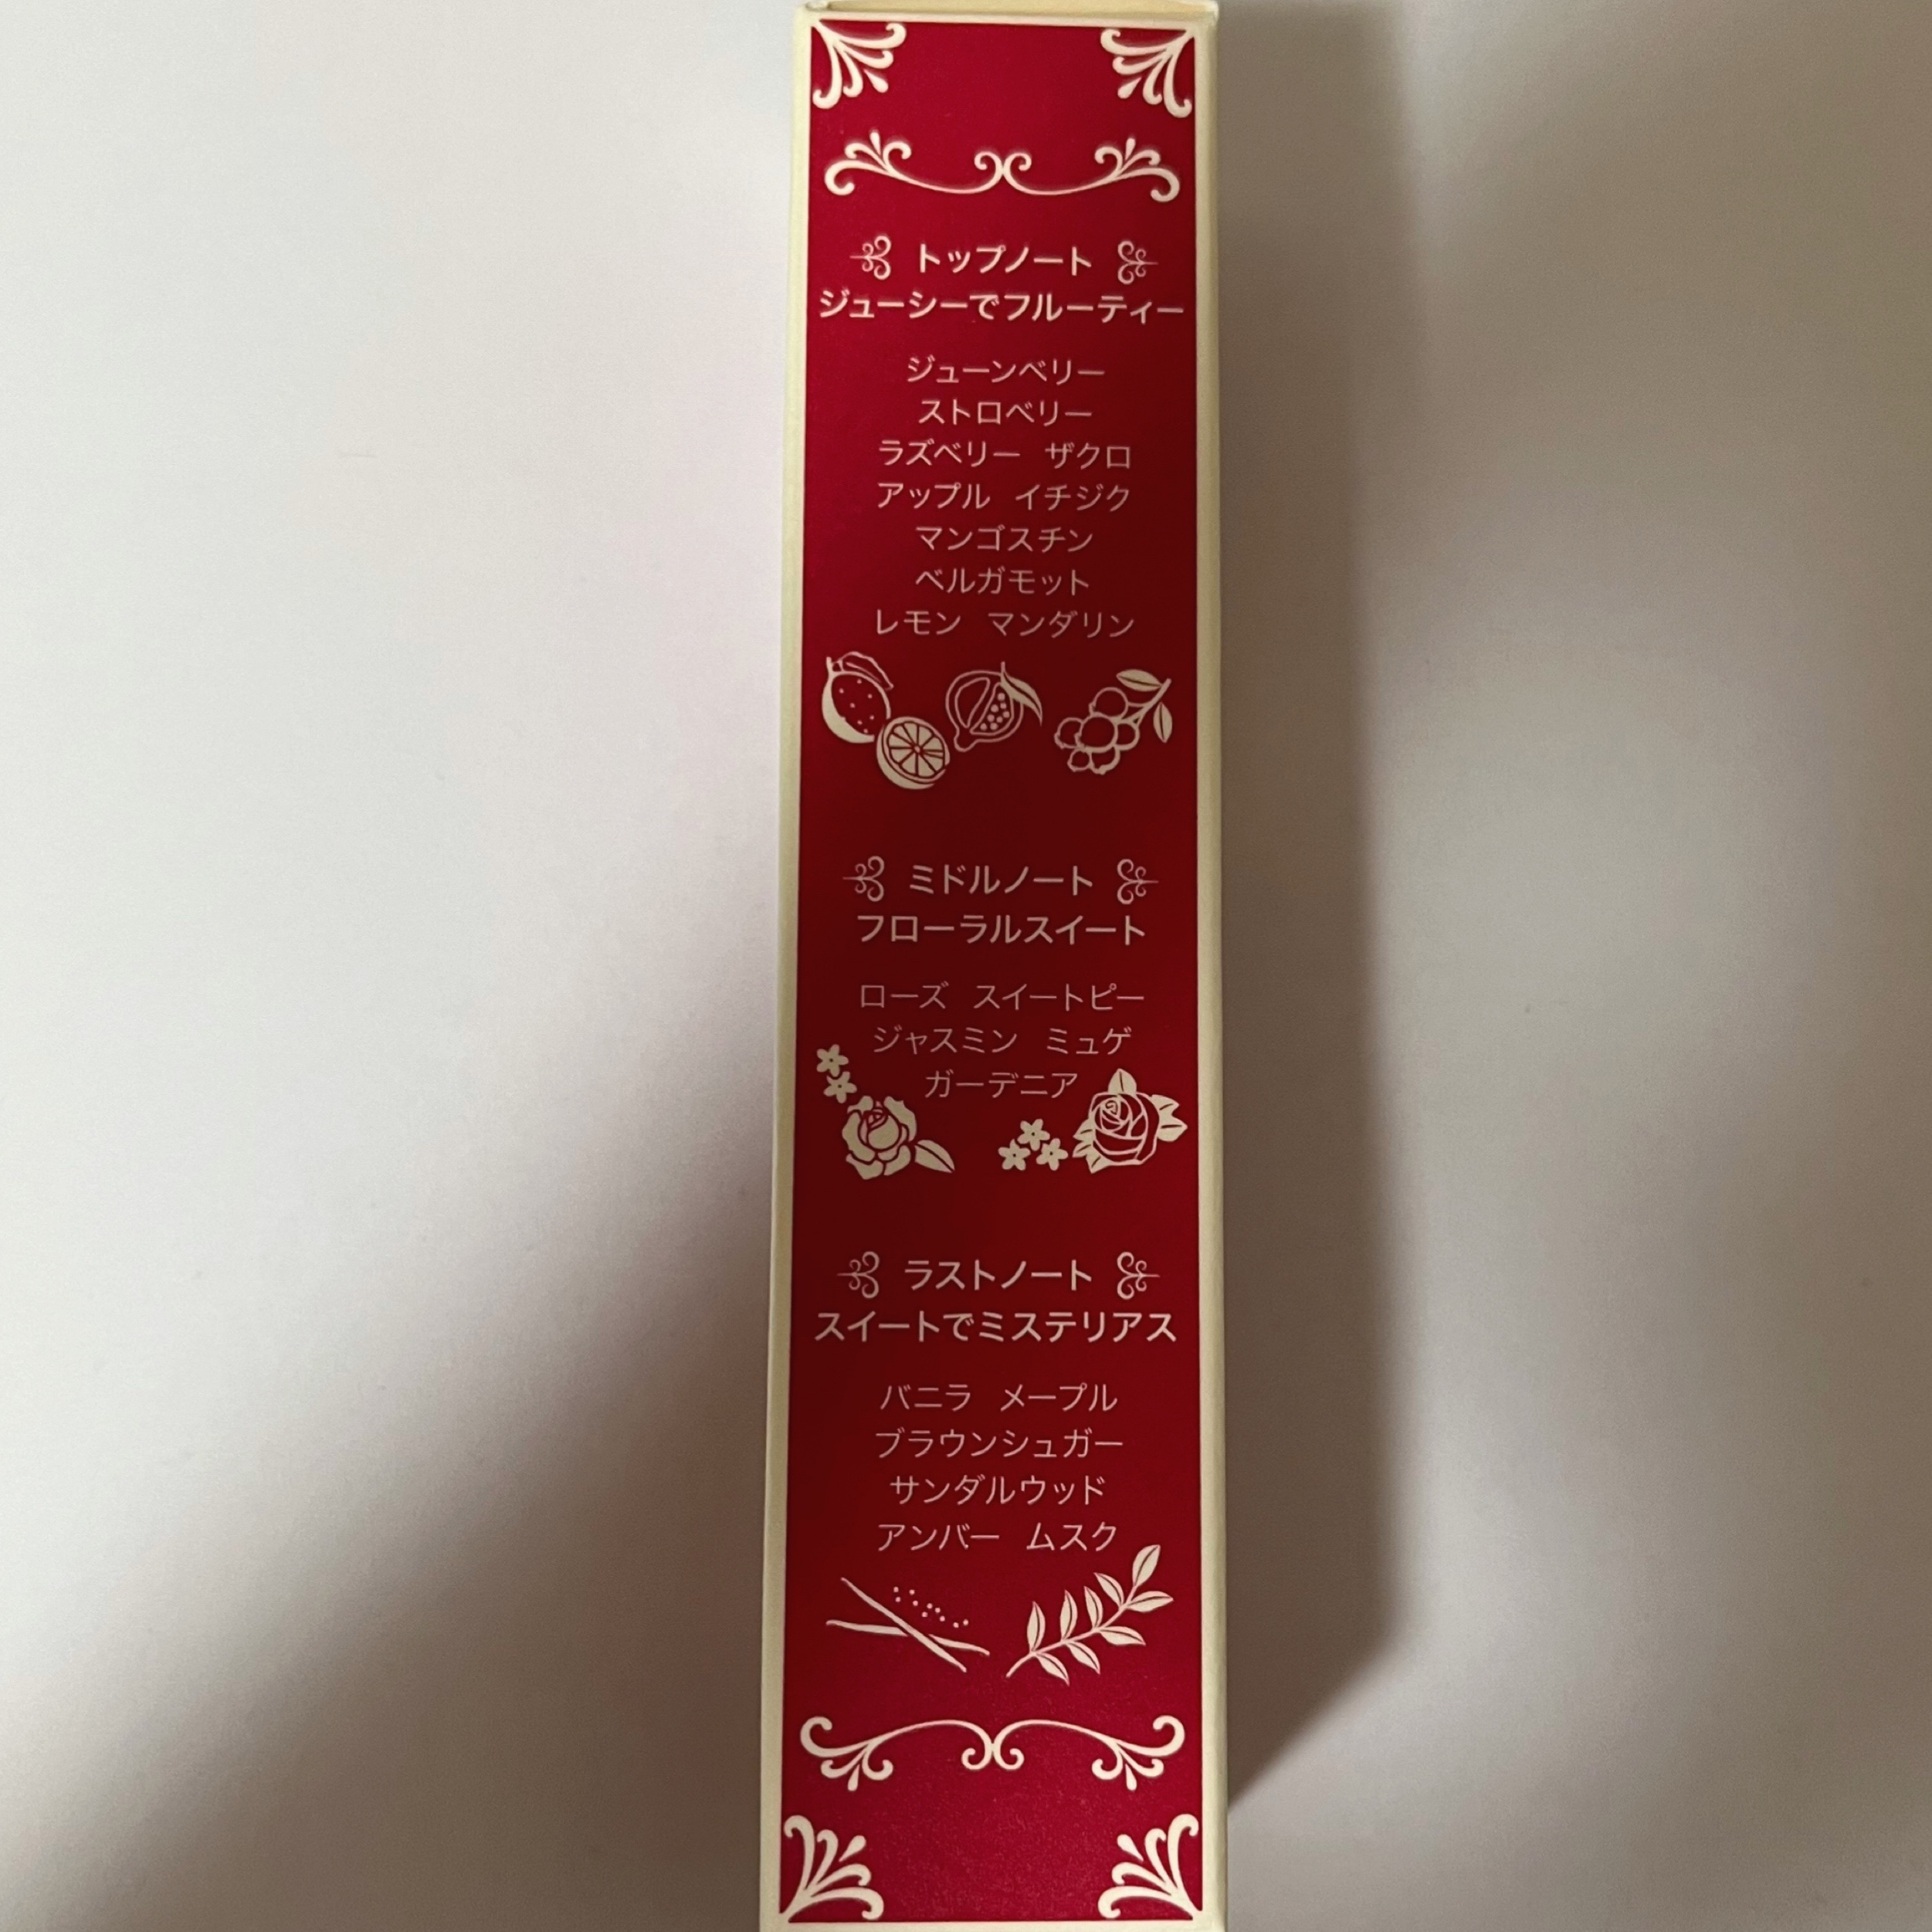 トップノート
ジューシーでフルーティー
ジューンベリー
ストロベリー
ラズベリー ザクロ
アップル イチジク
マンゴスチン
ベルガモット
レモン マンダリン
ミドルノート
フローラルスイート
ローズ スイートピー
ジャスミン ミュゲ
ガーデニア
ラストノート
スイートでミステリアス
バニラ メープル
ブラウンシュガー
サンダルウッド
アンバー ムスク